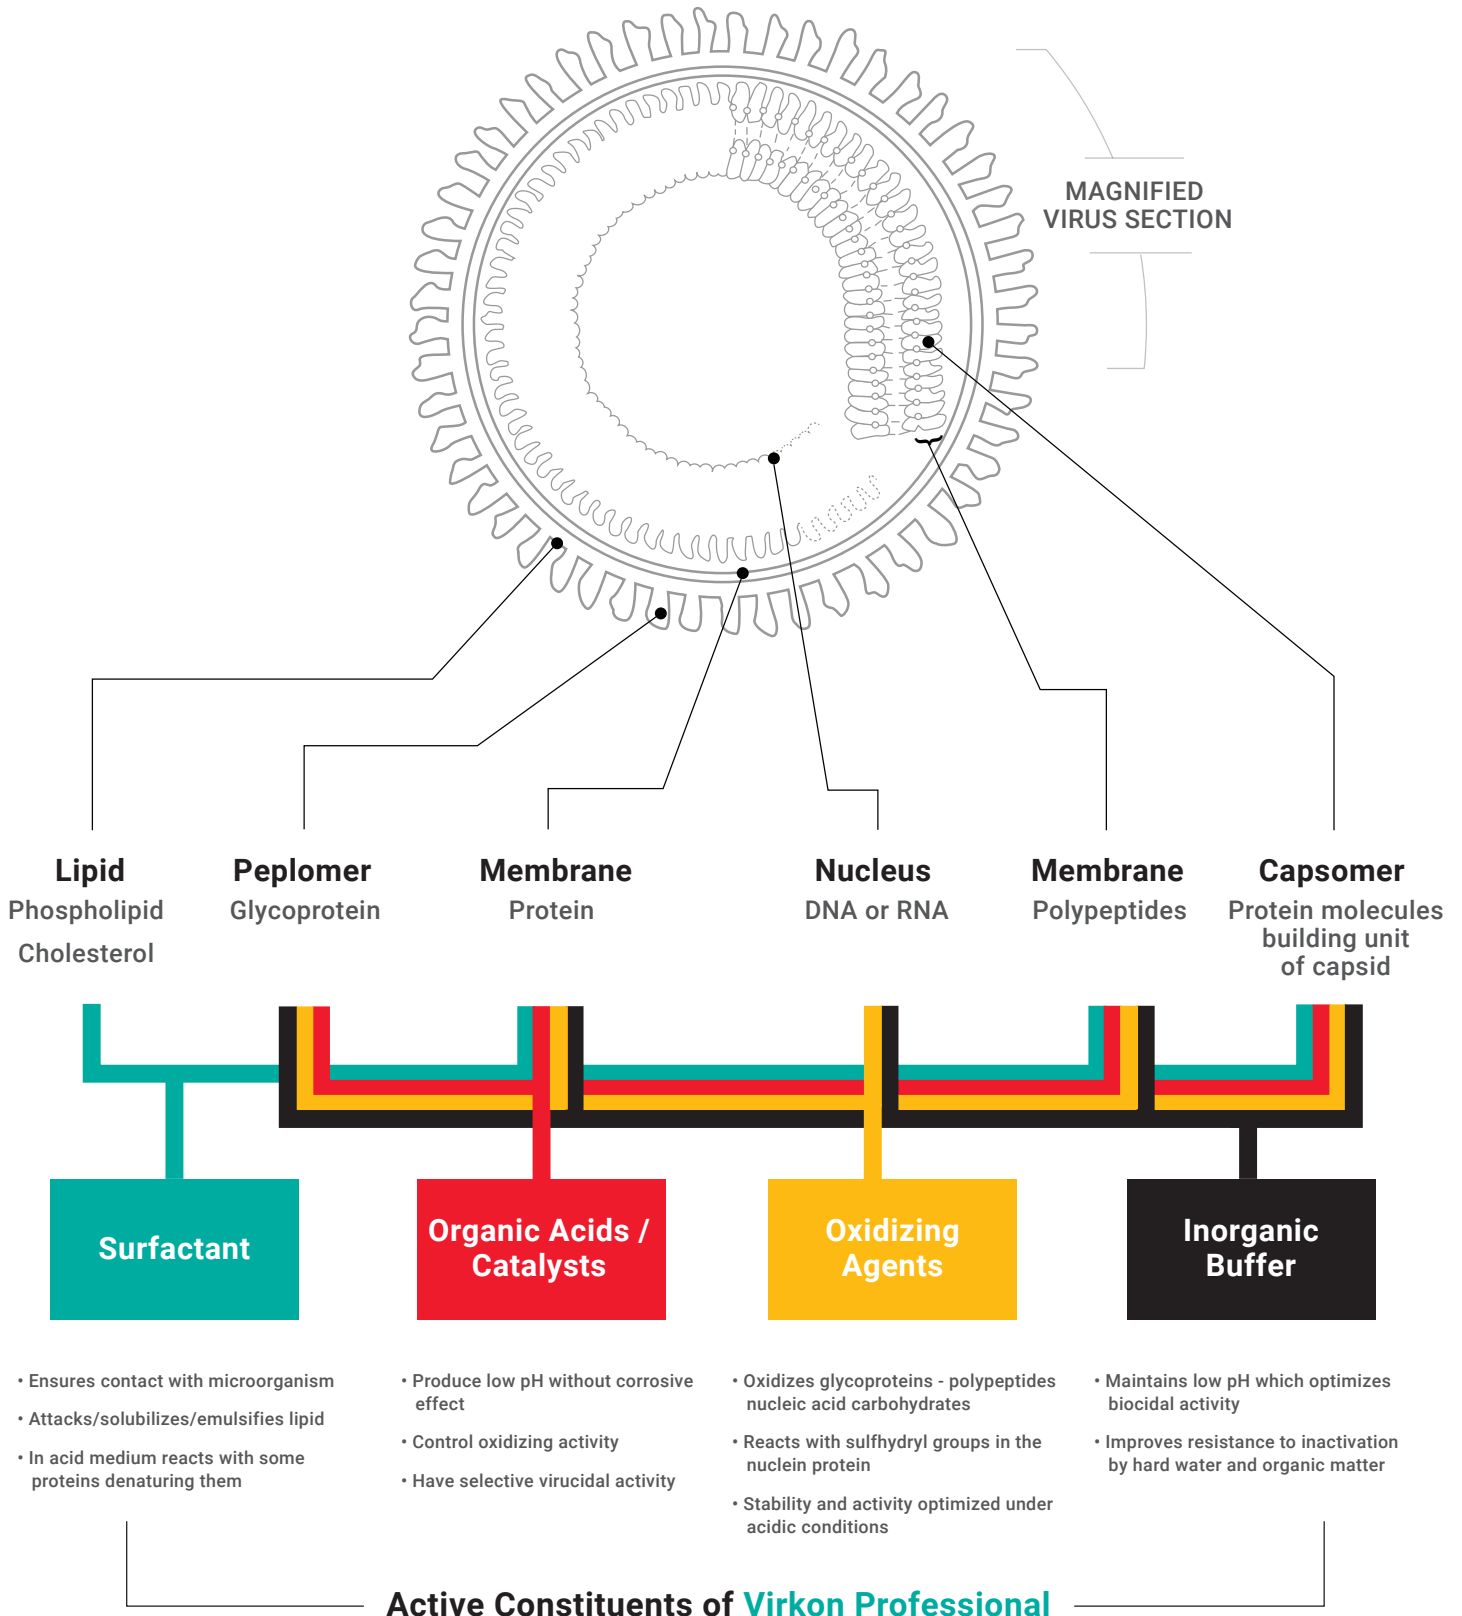 MAGNIFIED
VIRUS SECTION
Lipid
Phospholipid
Cholesterol
Peplomer
Glycoprotein
Membrane
Protein
Nucleus
DNA or RNA
Membrane
Polypeptides
Capsomer
Protein molecules
building unit
of capsid
Surfactant
Organic Acids /
Catalysts
Oxidizing
Agents
Inorganic
Buffer
• Ensures contact with microorganism
• Attacks/solubilizes/emulsifies lipid
• In acid medium reacts with some
proteins denaturing them
• Produce low pH without corrosive
effect
• Control oxidizing activity
• Have selective virucidal activity
• Oxidizes glycoproteins - polypeptides
nucleic acid carbohydrates
• Reacts with sulfhydryl groups in the
nuclein protein
• Stability and activity optimized under
acidic conditions
• Maintains low pH which optimizes
biocidal activity
• Improves resistance to inactivation
by hard water and organic matter
Active Constituents of Virkon Professional